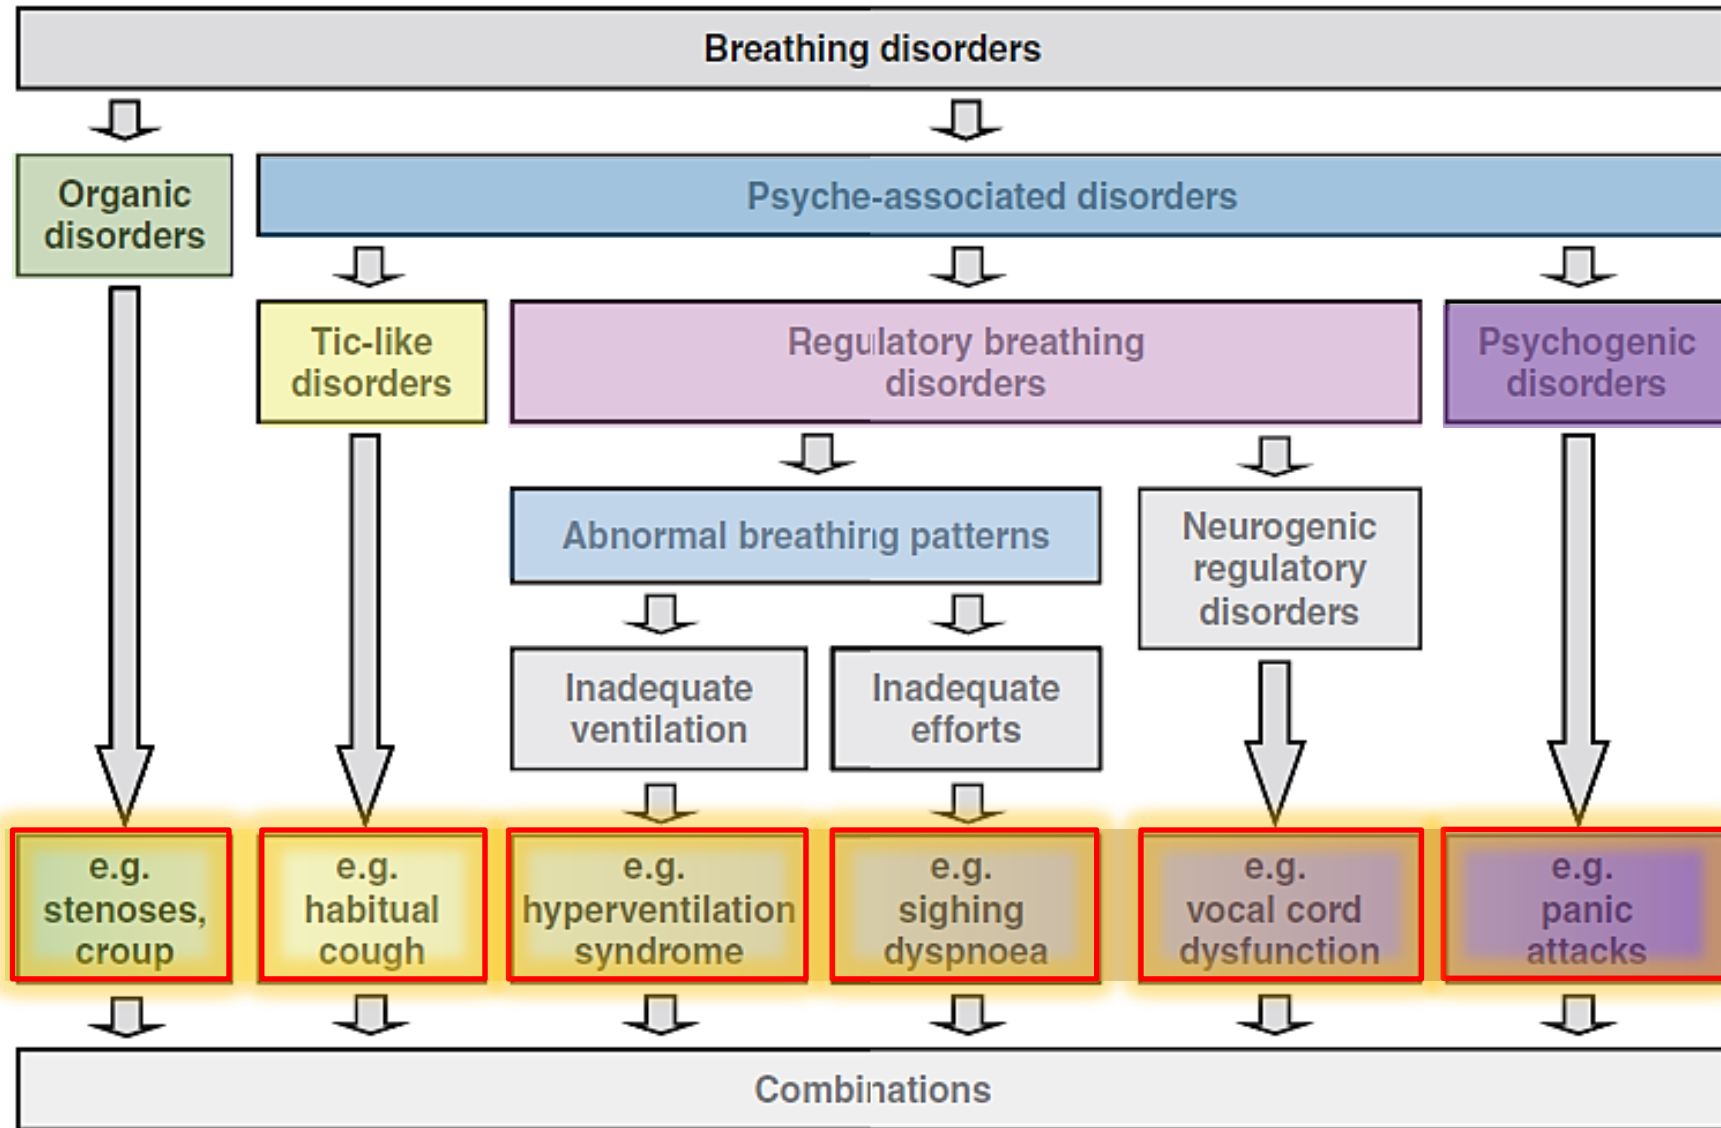 Breathing disorders
Organic
disorders
Psyche-associated disorders
Tic-like
disorders
Regulatory breathing
disorders
Psychogenic
disorders
Abnormal breathing patterns
Neurogenic
regulatory
disorders
Inadequate
ventilation
Inadequate
efforts
e.g.
stenoses,
croup
e.g.
habitual
cough
e.g.
hyperventilation
syndrome
e.g.
sighing
dyspnoea
e.g.
vocal cord
dysfunction
e.g.
panic
attacks
Combinations